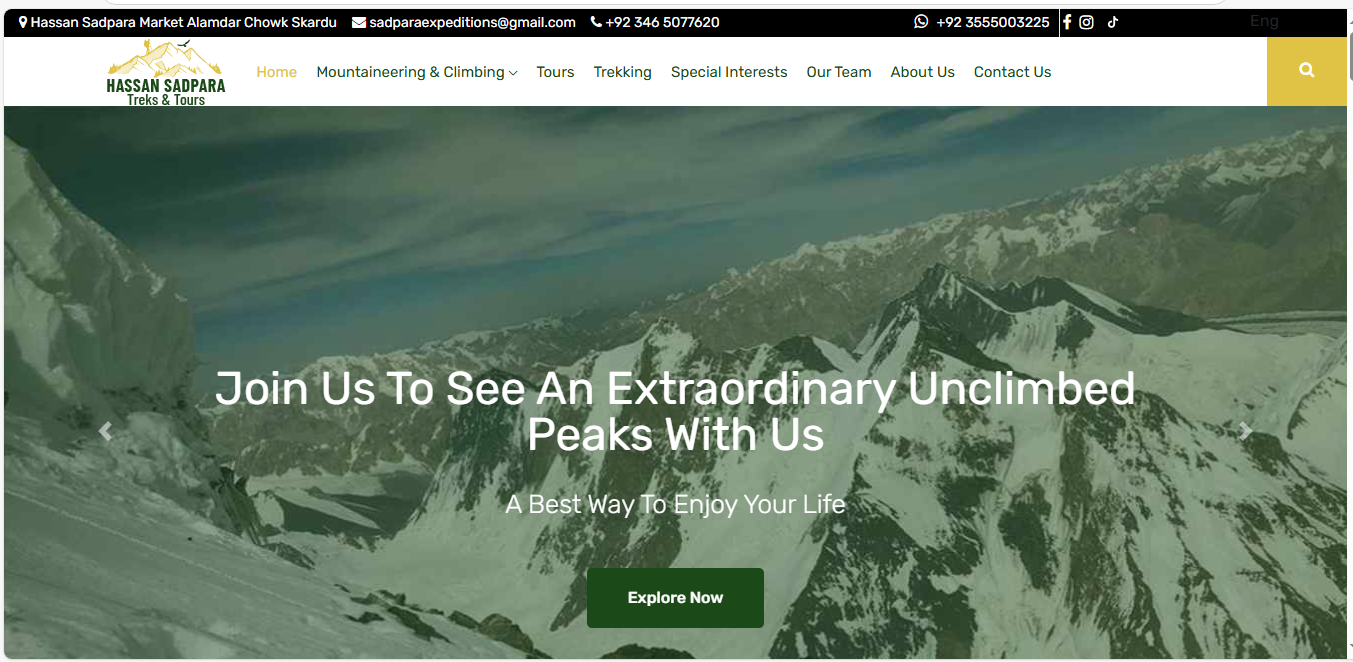 Hassan Sadpara Market Alamdar Chowk Skardu sadparaexpeditions@gmail.com +92 346 5077620 +92 3555003225 Eng
HASSAN SADPARA
Treks & Tours
Home Mountaineering & Climbing Tours Trekking Special Interests Our Team About Us Contact Us
Join Us To See An Extraordinary Unclimbed
Peaks With Us
A Best Way To Enjoy Your Life
Explore Now